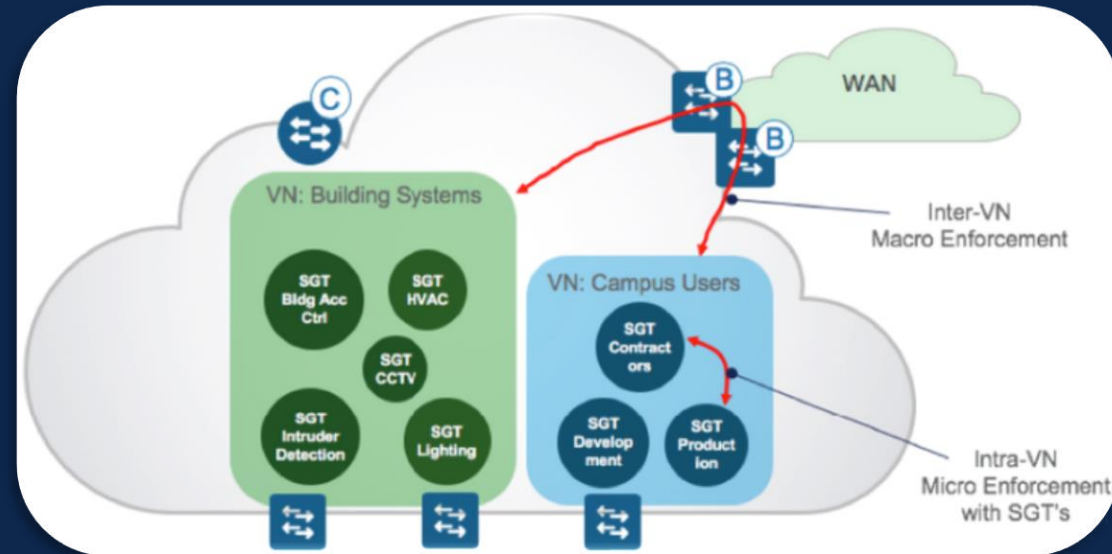 C
B
B
WAN
VN: Building Systems
SGT
Bldg Acc
Ctrl
SGT
HVAC
SGT
CCTV
SGT
Intruder
Detection
SGT
Lighting
Inter-VN
Macro Enforcement
VN: Campus Users
SGT
Contract
ors
SGT
Develop
ment
SGT
Product
ion
Intra-VN
Micro Enforcement
with SGT's